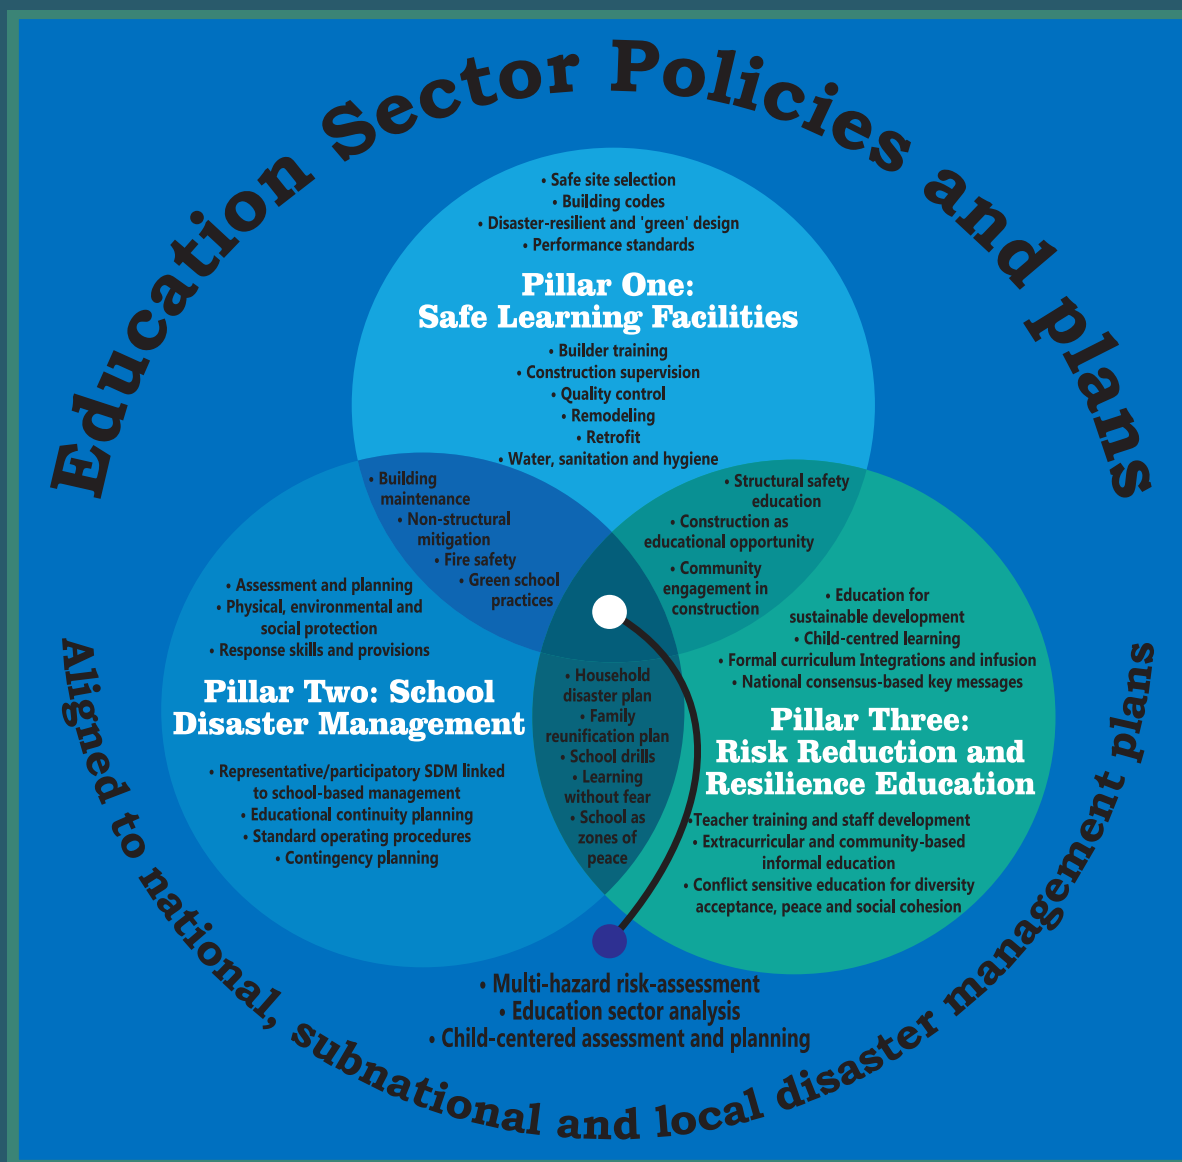 Education Sector Policies and plans
• Safe site selection
• Building codes
• Disaster-resilient and 'green' design
• Performance standards
Pillar One:
Safe Learning Facilities
• Builder training
• Construction supervision
• Quality control
• Remodeling
• Retrofit
• Water, sanitation and hygiene
• Building
maintenance
• Non-structural
mitigation
• Fire safety
• Green school
practices
• Structural safety
education
• Construction as
educational opportunity
• Community
engagement in
construction
• Assessment and planning
• Physical, environmental and
social protection
• Response skills and provisions
Pillar Two: School
Disaster Management
• Representative/participatory SDM linked
to school-based management
• Educational continuity planning
• Standard operating procedures
• Contingency planning
• Household
disaster plan
• Family
reunification plan
• School drills
• Learning
without fear
• School as
zones of
peace
• Education for
sustainable development
• Child-centred learning
• Formal curriculum Integrations and infusion
• National consensus-based key messages
Pillar Three:
Risk Reduction and
Resilience Education
•Teacher training and staff development
• Extracurricular and community-based
informal education
• Conflict sensitive education for diversity
acceptance, peace and social cohesion
• Multi-hazard risk-assessment
• Education sector analysis
• Child-centered assessment and planning
Aligned to national, subnational and local disaster management plans